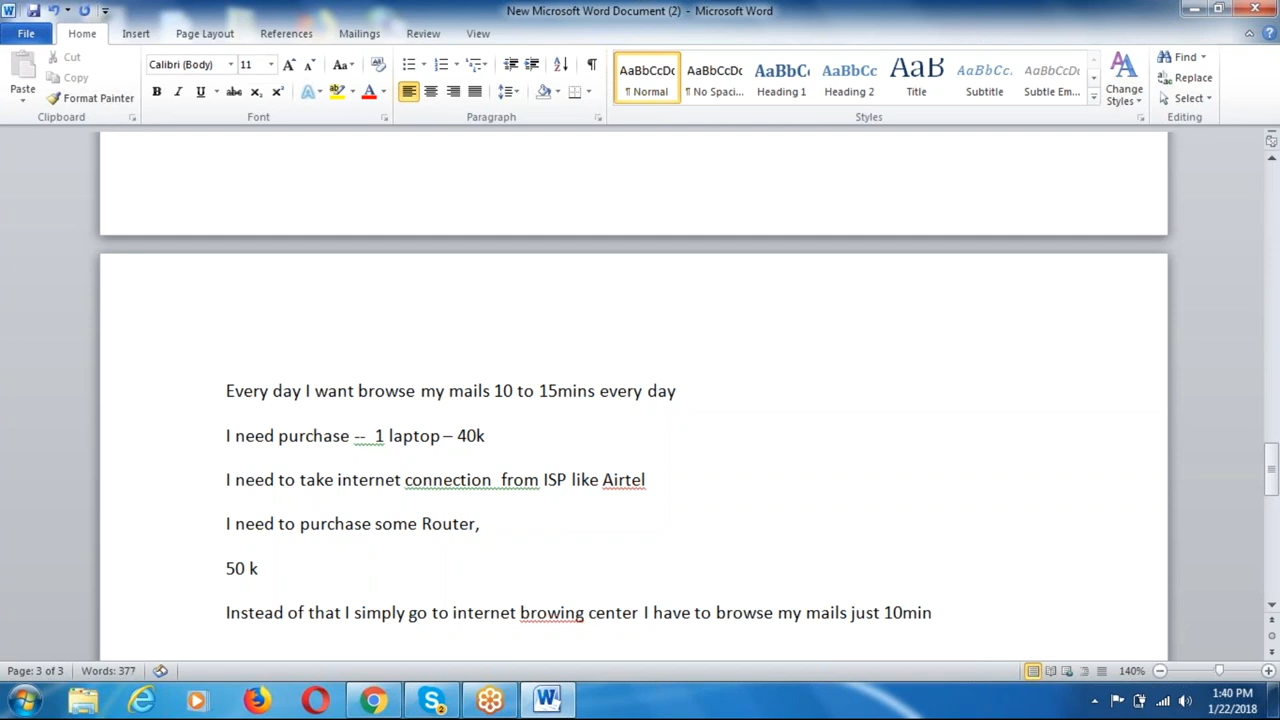 New Microsoft Word Document (2) - Microsoft Word
File Home Insert Page Layout References Mailings Review View
Cut
Copy
Format Painter
Paste
Calibri (Body) 11
AaBbCcDc AaBbCcDc AaBbC AaBbCc AaB AaBbCc. AaBbCcDc
¶ Normal ¶ No Spaci... Heading 1 Heading 2 Title Subtitle Subtle Em...
Change Styles
Find
Replace
Select
Clipboard Font Paragraph Styles Editing
Every day I want browse my mails 10 to 15mins every day
I need purchase -- 1 laptop – 40k
I need to take internet connection from ISP like Airtel
I need to purchase some Router,
50 k
Instead of that I simply go to internet browing center I have to browse my mails just 10min
Page: 3 of 3 Words: 377 140%
1:40 PM
1/22/2018